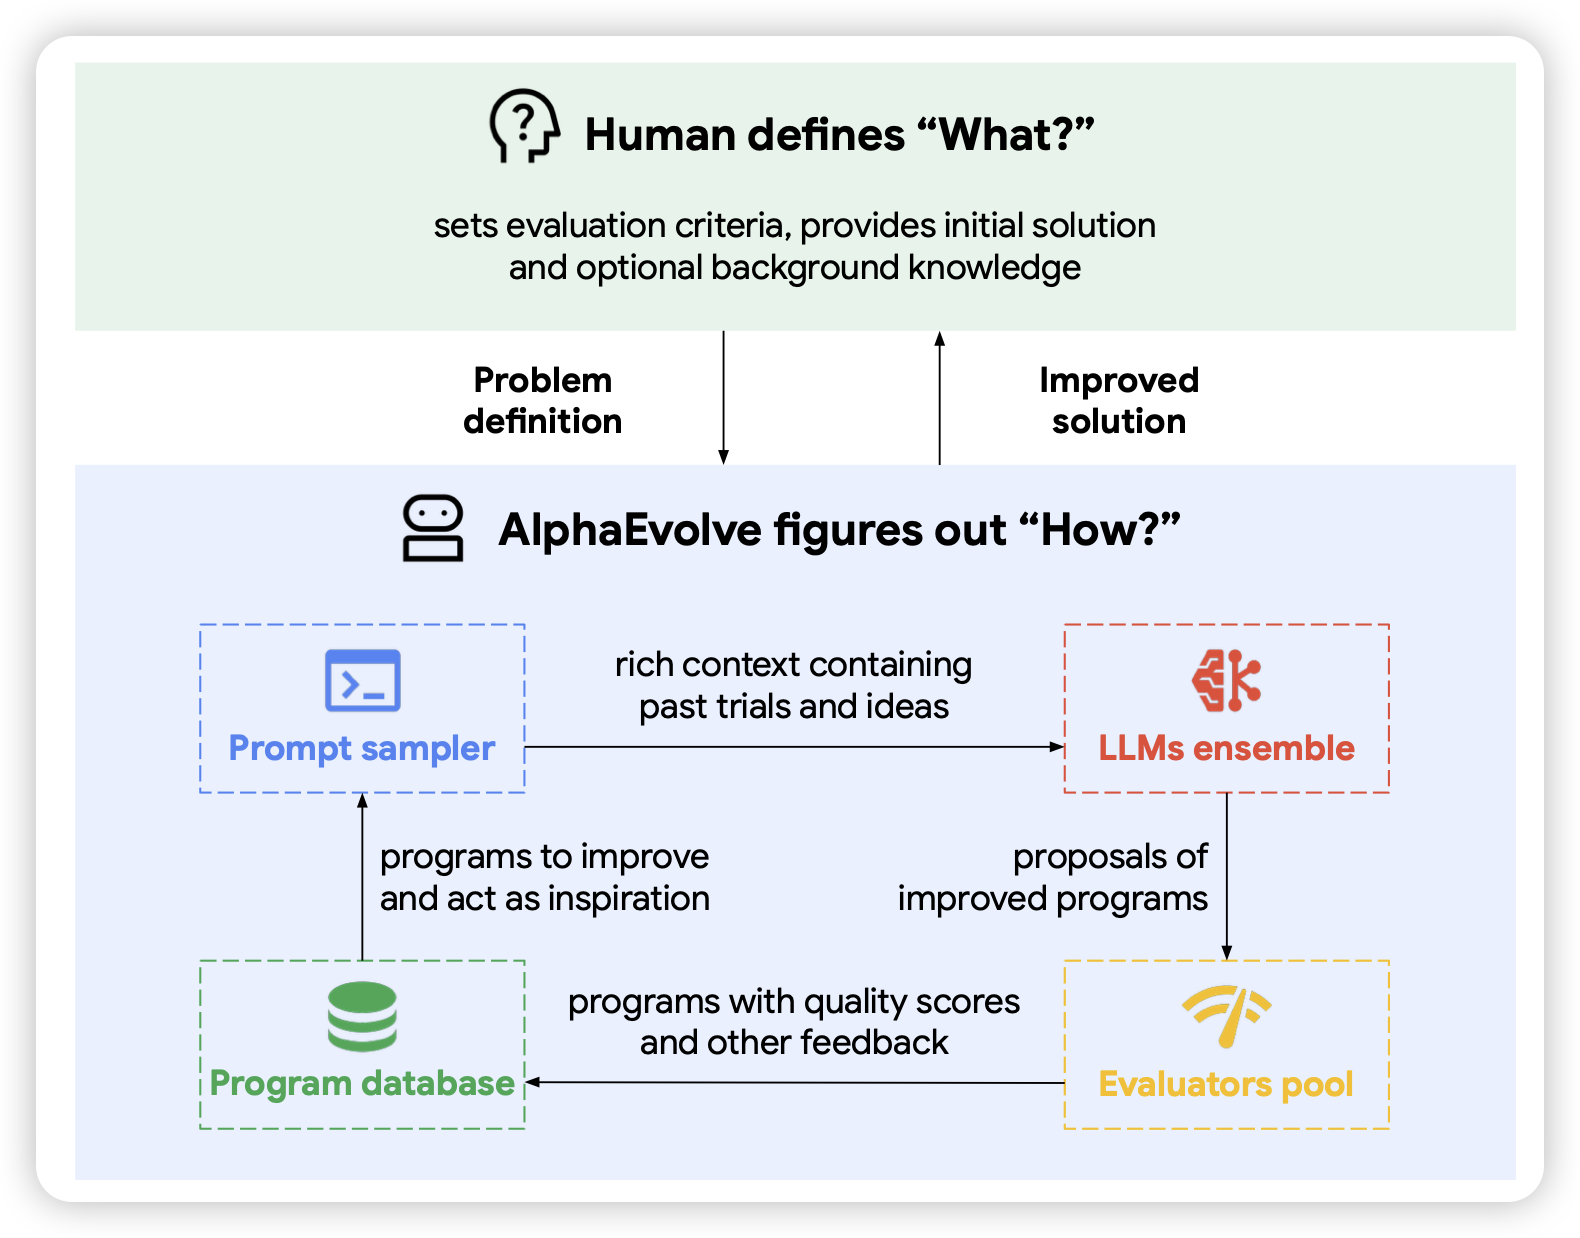 Human defines “What?”
sets evaluation criteria, provides initial solution
and optional background knowledge
Problem
definition
Improved
solution
AlphaEvolve figures out “How?”
Prompt sampler
rich context containing
past trials and ideas
LLMs ensemble
programs to improve
and act as inspiration
proposals of
improved programs
Program database
programs with quality scores
and other feedback
Evaluators pool